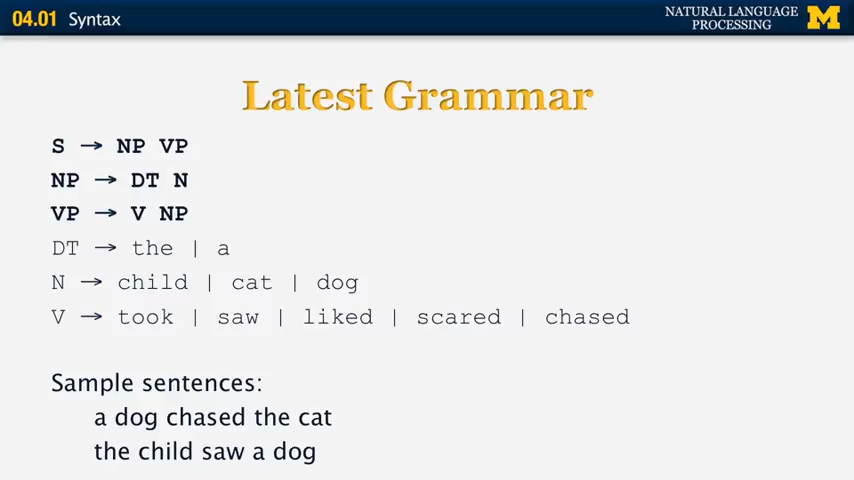 04.01 Syntax
NATURAL LANGUAGE
PROCESSING
M
Latest Grammar
S → NP VP
NP → DT N
VP → V NP
DT → the | a
N → child | cat | dog
V → took | saw | liked | scared | chased
Sample sentences:
a dog chased the cat
the child saw a dog